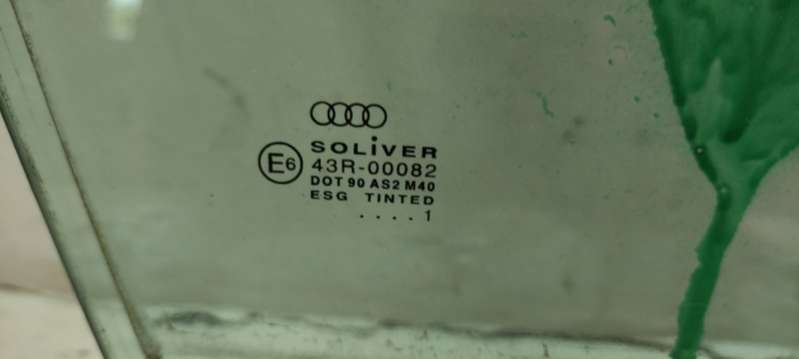 SOLiVER
E6 43R-00082
DOT 90 AS2 M40
ESG TINTED
. . . . 1